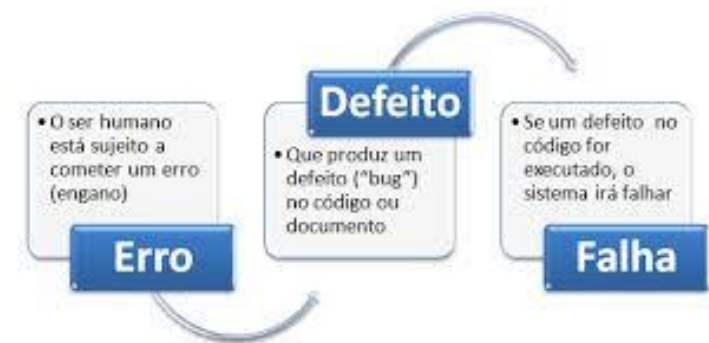 • O ser humano
está sujeito a
cometer um erro
(engano)
Erro
Defeito
• Que produz um
defeito ("bug")
no código ou
documento
• Se um defeito no
código for
executado, o
sistema irá falhar
Falha